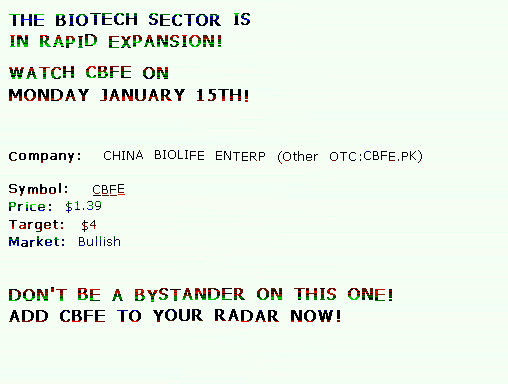 THE BIOTECH SECTOR IS
IN RAPID EXPANSION!
WATCH CBFE ON
MONDAY JANUARY 15TH!
Company: CHINA BIOLIFE ENTERP (Other OTC:CBFE.PK)
Symbol: CBFE
Price: $1.39
Target: $4
Market: Bullish
DON'T BE A BYSTANDER ON THIS ONE!
ADD CBFE TO YOUR RADAR NOW!